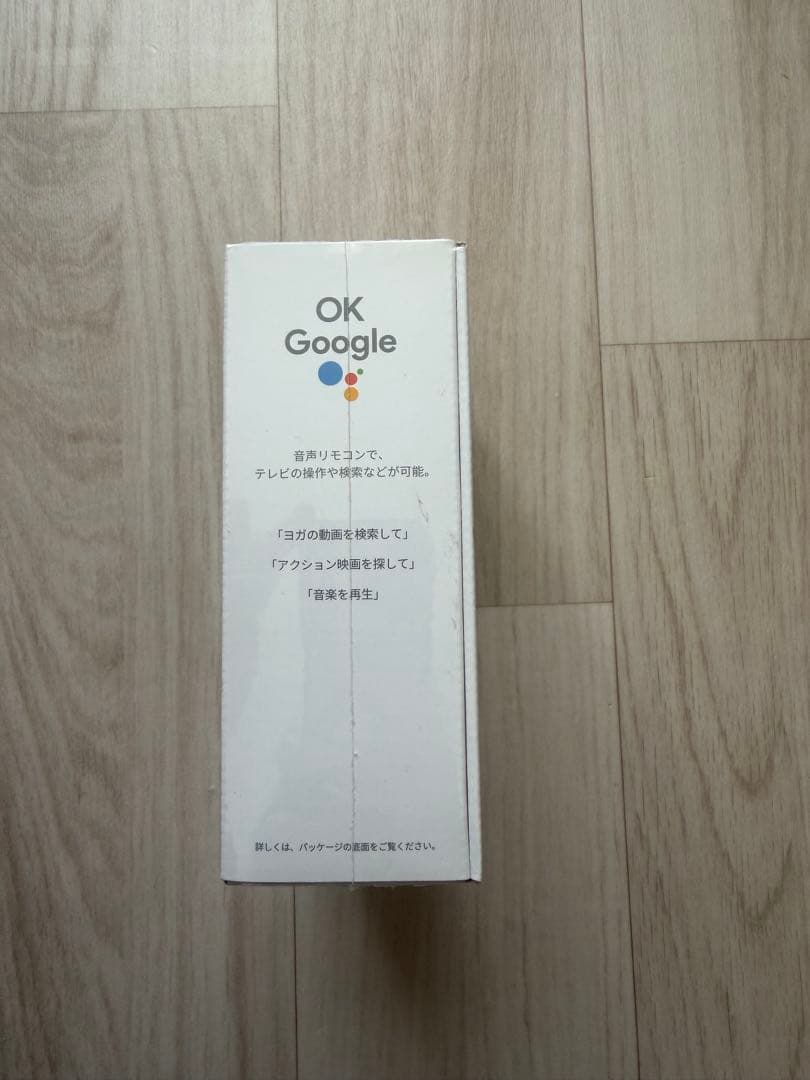 OK
Google
音声リモコンで、
テレビの操作や検索などが可能。
「ヨガの動画を検索して」
「アクション映画を探して」
「音楽を再生」
詳しくは、パッケージの底面をご覧ください。